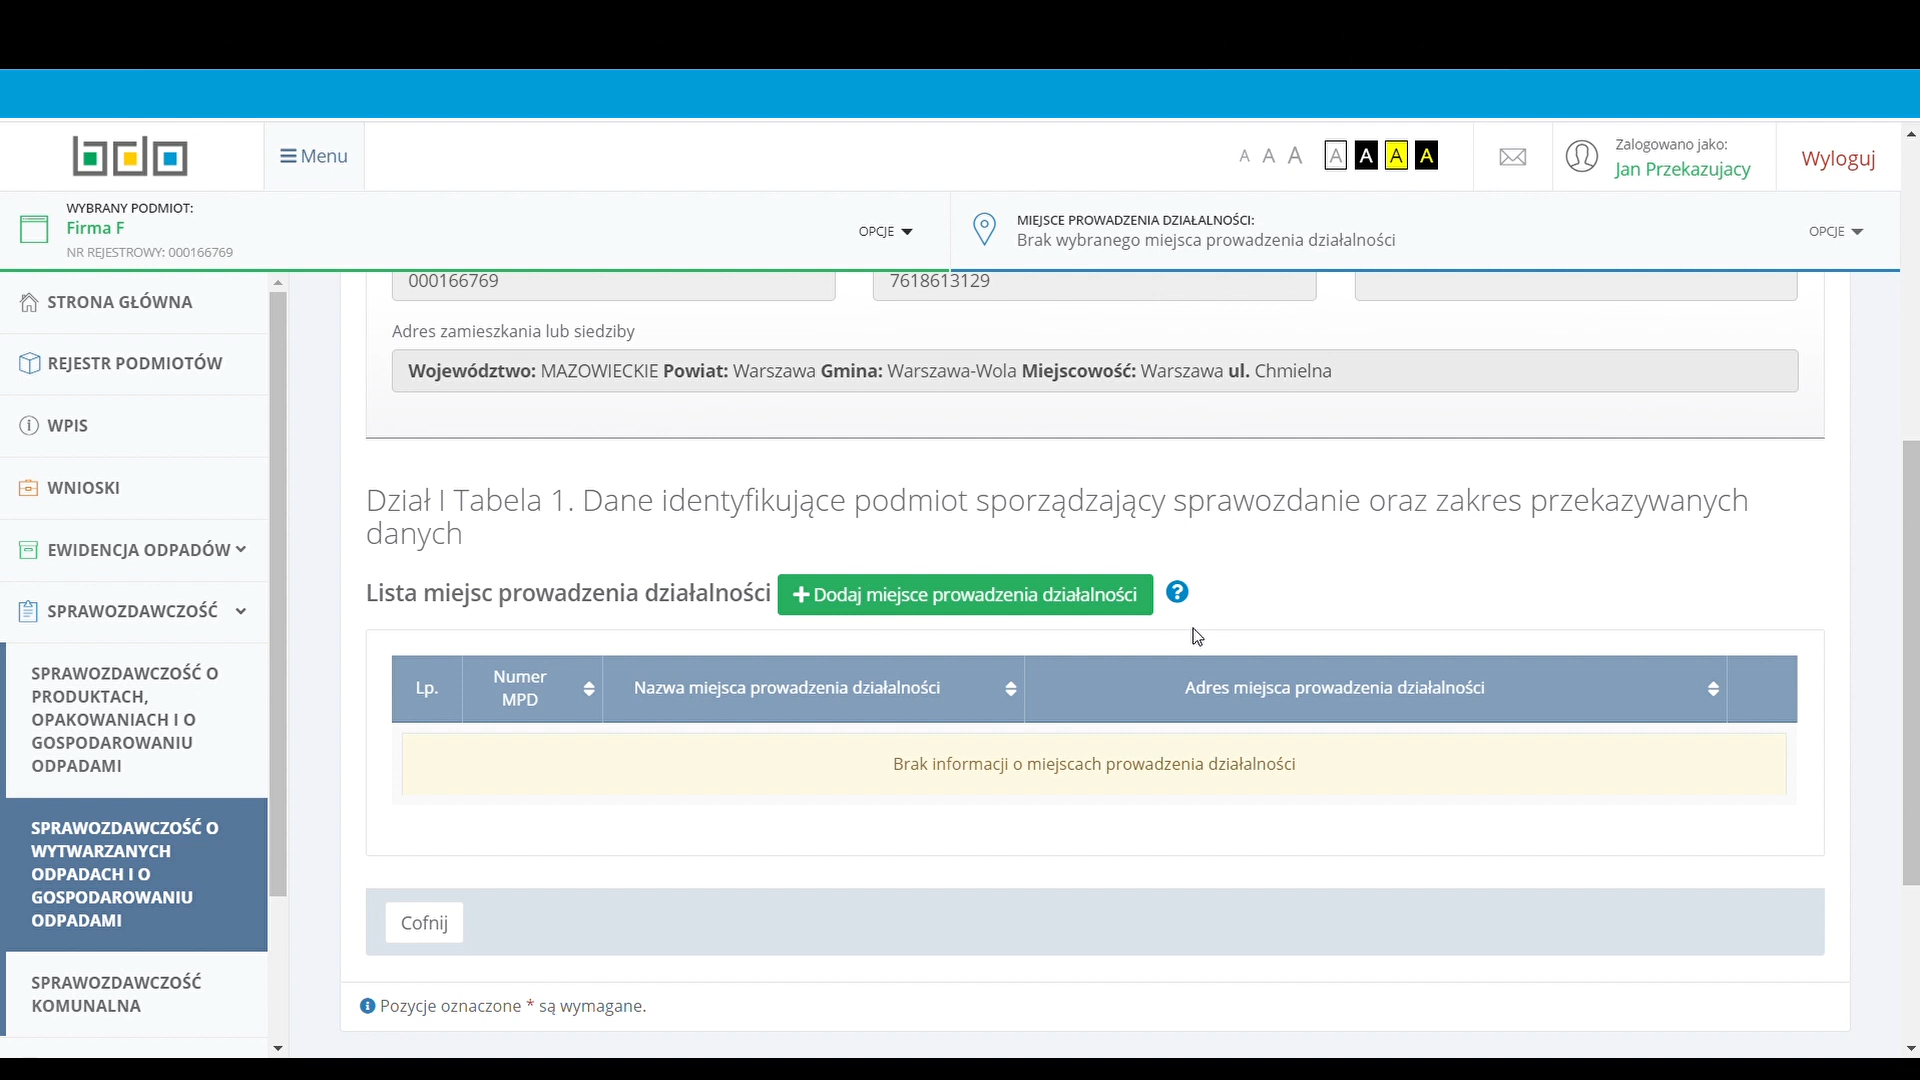 bdo
Menu
A A A A A A A
Zalogowano jako:
Jan Przekazujacy
Wyloguj
WYBRANY PODMIOT:
Firma F
NR REJESTROWY: 000166769
OPCJE
MIEJSCE PROWADZENIA DZIAŁALNOŚCI:
Brak wybranego miejsca prowadzenia działalności
OPCJE
STRONA GŁÓWNA
REJESTR PODMIOTÓW
WPIS
WNIOSKI
EWIDENCJA ODPADÓW
SPRAWOZDAWCZOŚĆ
SPRAWOZDAWCZOŚĆ O
PRODUKTACH,
OPAKOWANIACH I O
GOSPODAROWANIU
ODPADAMI
SPRAWOZDAWCZOŚĆ O
WYTWARZANYCH
ODPADACH I O
GOSPODAROWANIU
ODPADAMI
SPRAWOZDAWCZOŚĆ
KOMUNALNA
000166769
7618613129
Adres zamieszkania lub siedziby
Województwo: MAZOWIECKIE Powiat: Warszawa Gmina: Warszawa-Wola Miejscowość: Warszawa ul. Chmielna
Dział I Tabela 1. Dane identyfikujące podmiot sporządzający sprawozdanie oraz zakres przekazywanych
danych
Lista miejsc prowadzenia działalności
+ Dodaj miejsce prowadzenia działalności
?
Lp.
Numer
MPD
Nazwa miejsca prowadzenia działalności
Adres miejsca prowadzenia działalności
Brak informacji o miejscach prowadzenia działalności
Cofnij
Pozycje oznaczone * są wymagane.